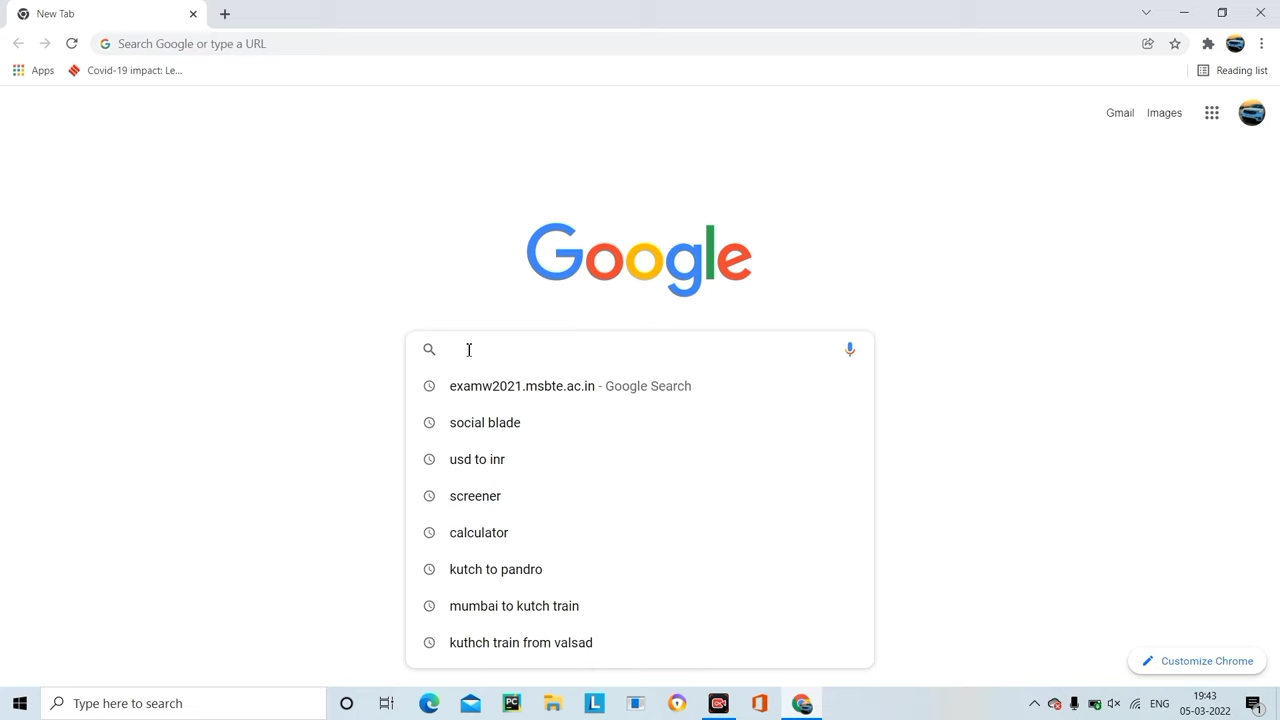 New Tab
Search Google or type a URL
Apps
Covid-19 impact: Le...
Reading list
Gmail
Images
Google
examw2021.msbte.ac.in - Google Search
social blade
usd to inr
screener
calculator
kutch to pandro
mumbai to kutch train
kuthch train from valsad
Customize Chrome
Type here to search
ENG
19:43
05-03-2022